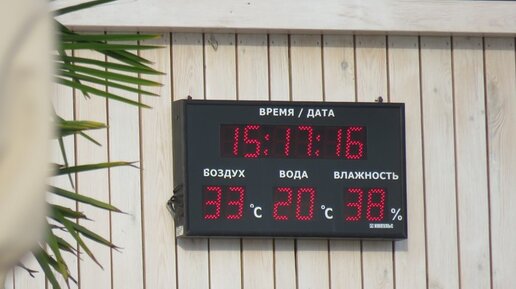 ВРЕМЯ / ДАТА
15:17:16
ВОЗДУХ ВОДА ВЛАЖНОСТЬ
33 °C 20 °C 38 %